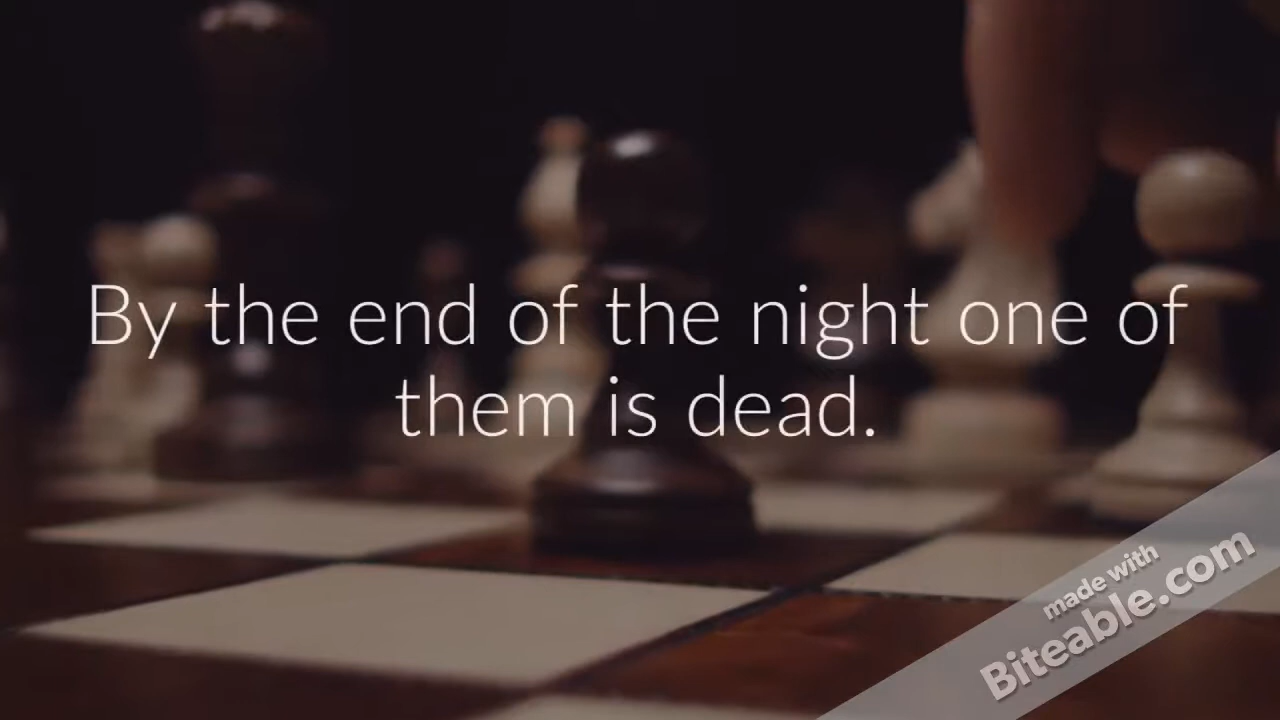 By the end of the night one of
them is dead.
made with
Biteable.com